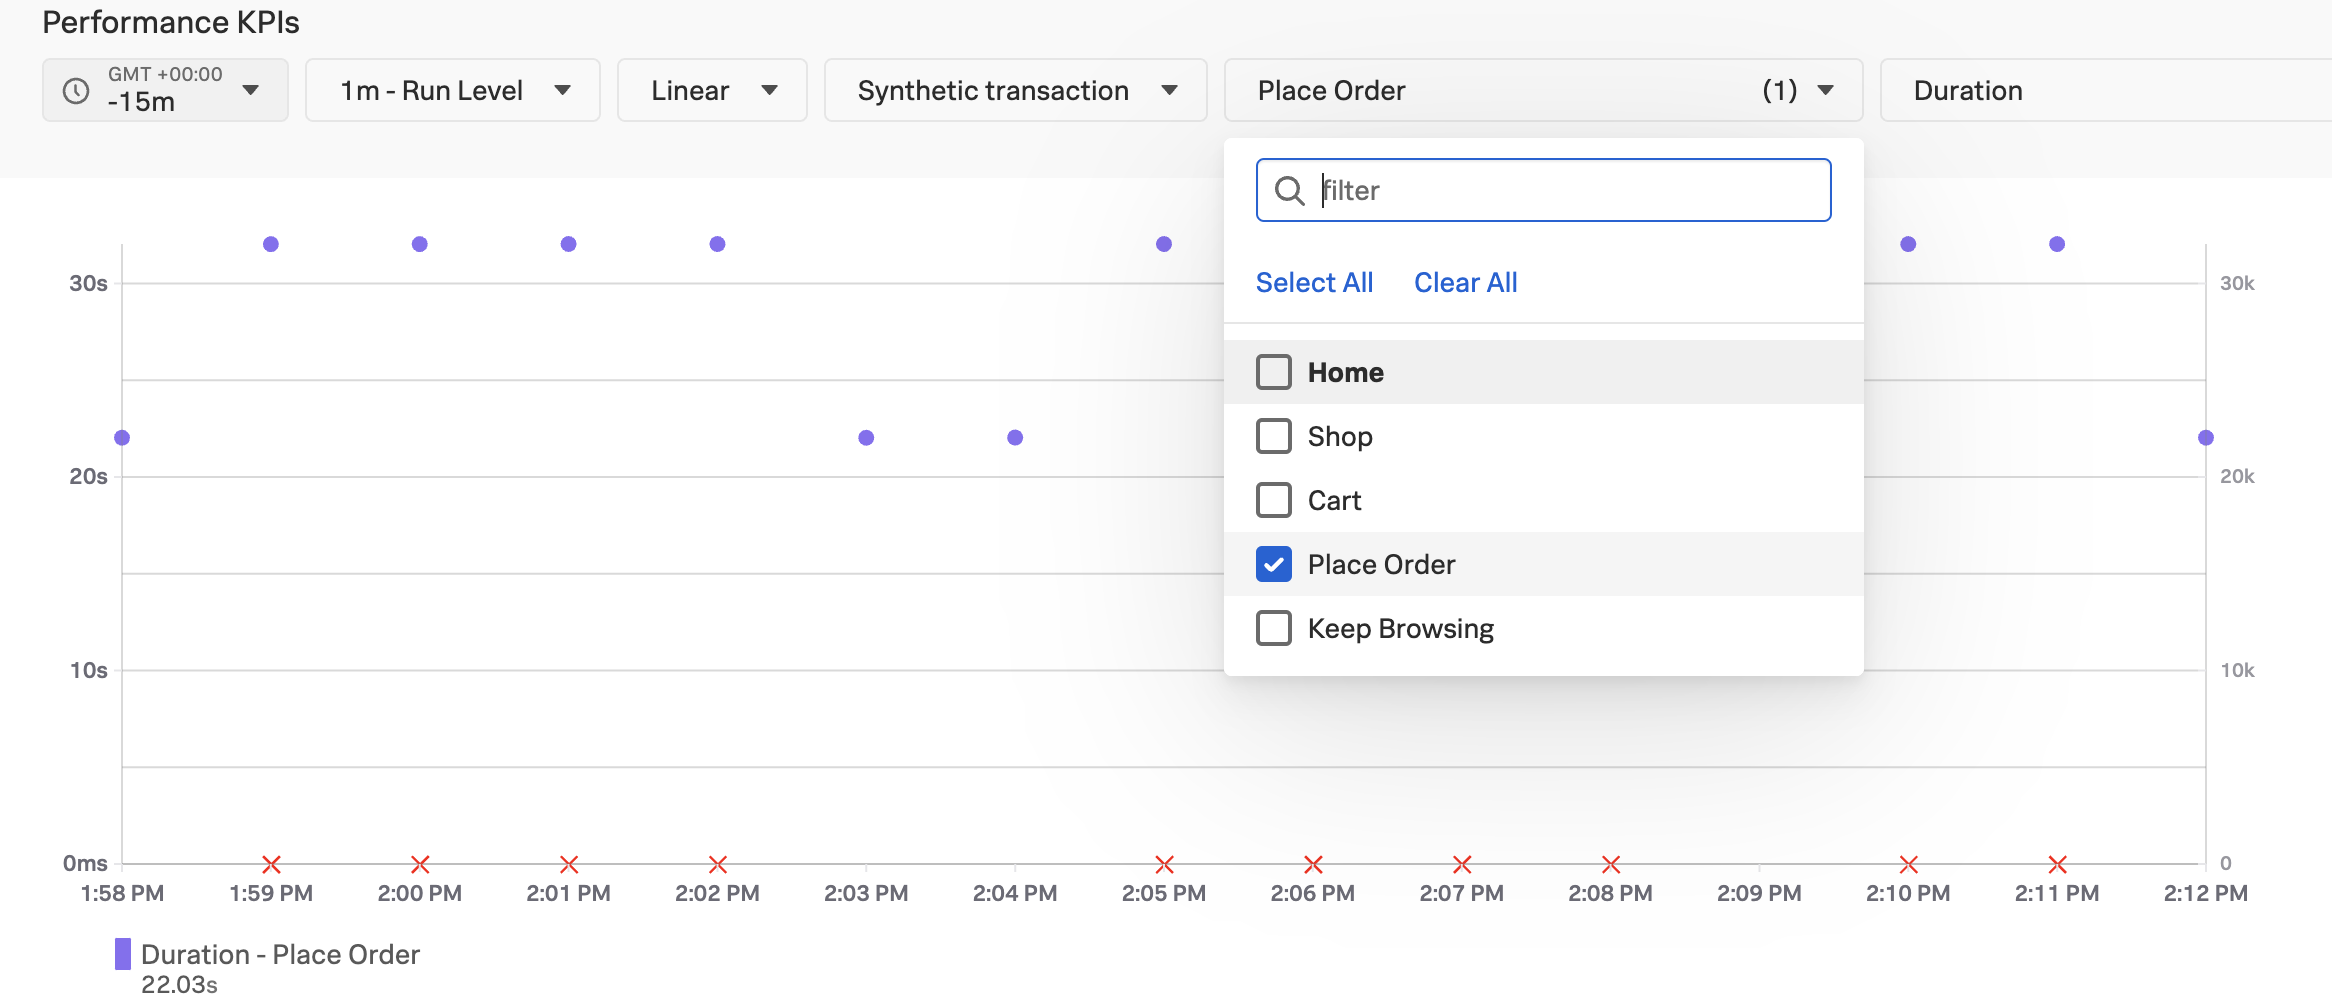 Performance KPIs
GMT +00:00
-15m
1m - Run Level
Linear
Synthetic transaction
Place Order (1)
Duration
filter
Select All Clear All
Home
Shop
Cart
Place Order
Keep Browsing
30s
20s
10s
0ms
30k
20k
10k
0
1:58 PM 1:59 PM 2:00 PM 2:01 PM 2:02 PM 2:03 PM 2:04 PM 2:05 PM 2:06 PM 2:07 PM 2:08 PM 2:09 PM 2:10 PM 2:11 PM 2:12 PM
Duration - Place Order
22.03s